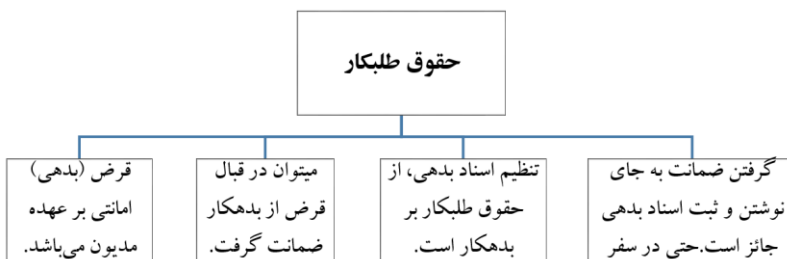 حقوق طلبکار
گرفتن ضمانت به جای
نوشتن و ثبت اسناد بدهی
جائز است.حتی در سفر
تنظیم اسناد بدهی، از
حقوق طلبکار بر
بدهکار است.
میتوان در قبال
قرض از بدهکار
ضمانت گرفت.
قرض (بدهی)
امانتی بر عهده
مدیون می‌باشد.